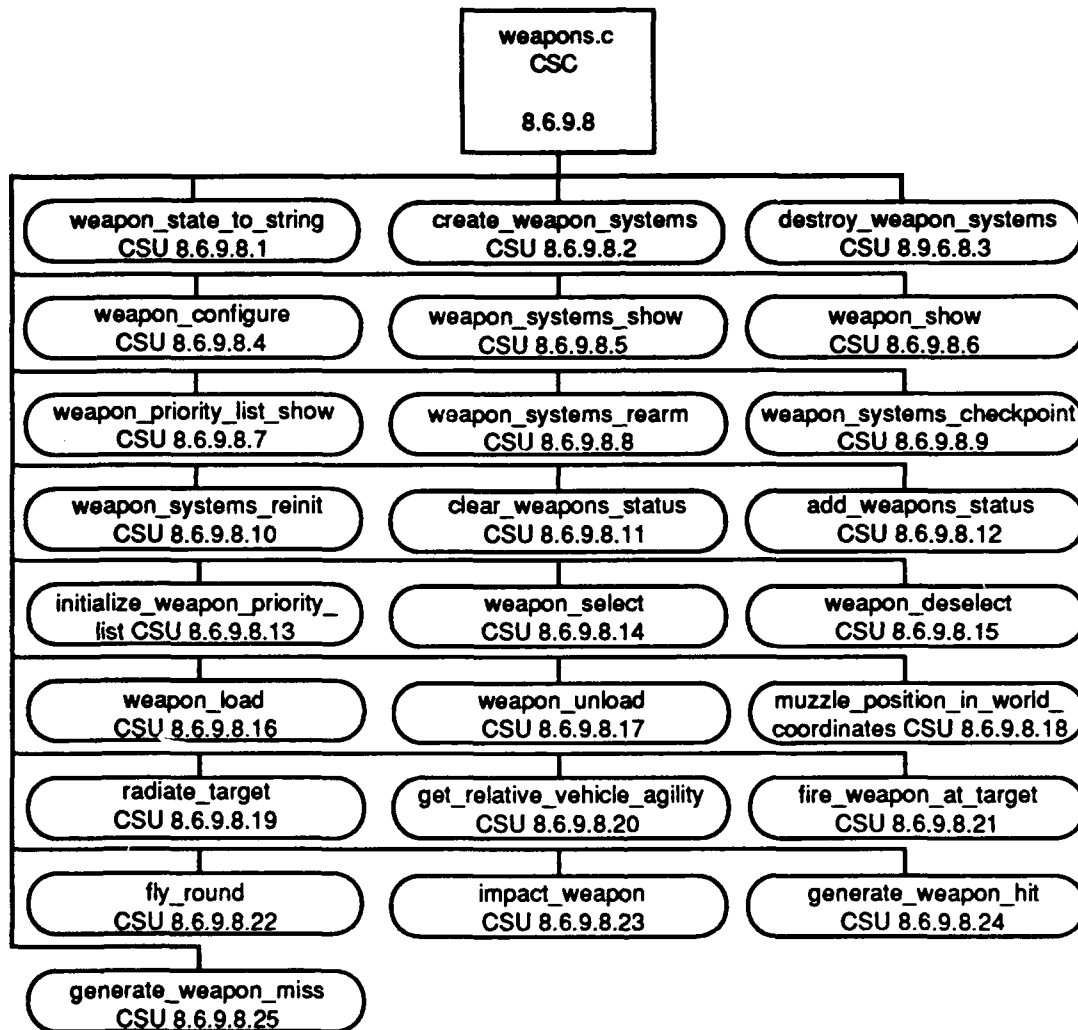 weapons.c
CSC
8.6.9.8
weapon_state_to_string
CSU 8.6.9.8.1
create_weapon_systems
CSU 8.6.9.8.2
destroy_weapon_systems
CSU 8.9.6.8.3
weapon_configure
CSU 8.6.9.8.4
weapon_systems_show
CSU 8.6.9.8.5
weapon_show
CSU 8.6.9.8.6
weapon_priority_list_show
CSU 8.6.9.8.7
weapon_systems_rearm
CSU 8.6.9.8.8
weapon_systems_checkpoint
CSU 8.6.9.8.9
weapon_systems_reinit
CSU 8.6.9.8.10
clear_weapons_status
CSU 8.6.9.8.11
add_weapons_status
CSU 8.6.9.8.12
initialize_weapon_priority_
list CSU 8.6.9.8.13
weapon_select
CSU 8.6.9.8.14
weapon_deselect
CSU 8.6.9.8.15
weapon_load
CSU 8.6.9.8.16
weapon_unload
CSU 8.6.9.8.17
muzzle_position_in_world_
coordinates CSU 8.6.9.8.18
radiate_target
CSU 8.6.9.8.19
get_relative_vehicle_agility
CSU 8.6.9.8.20
fire_weapon_at_target
CSU 8.6.9.8.21
fly_round
CSU 8.6.9.8.22
impact_weapon
CSU 8.6.9.8.23
generate_weapon_hit
CSU 8.6.9.8.24
generate_weapon_miss
CSU 8.6.9.8.25